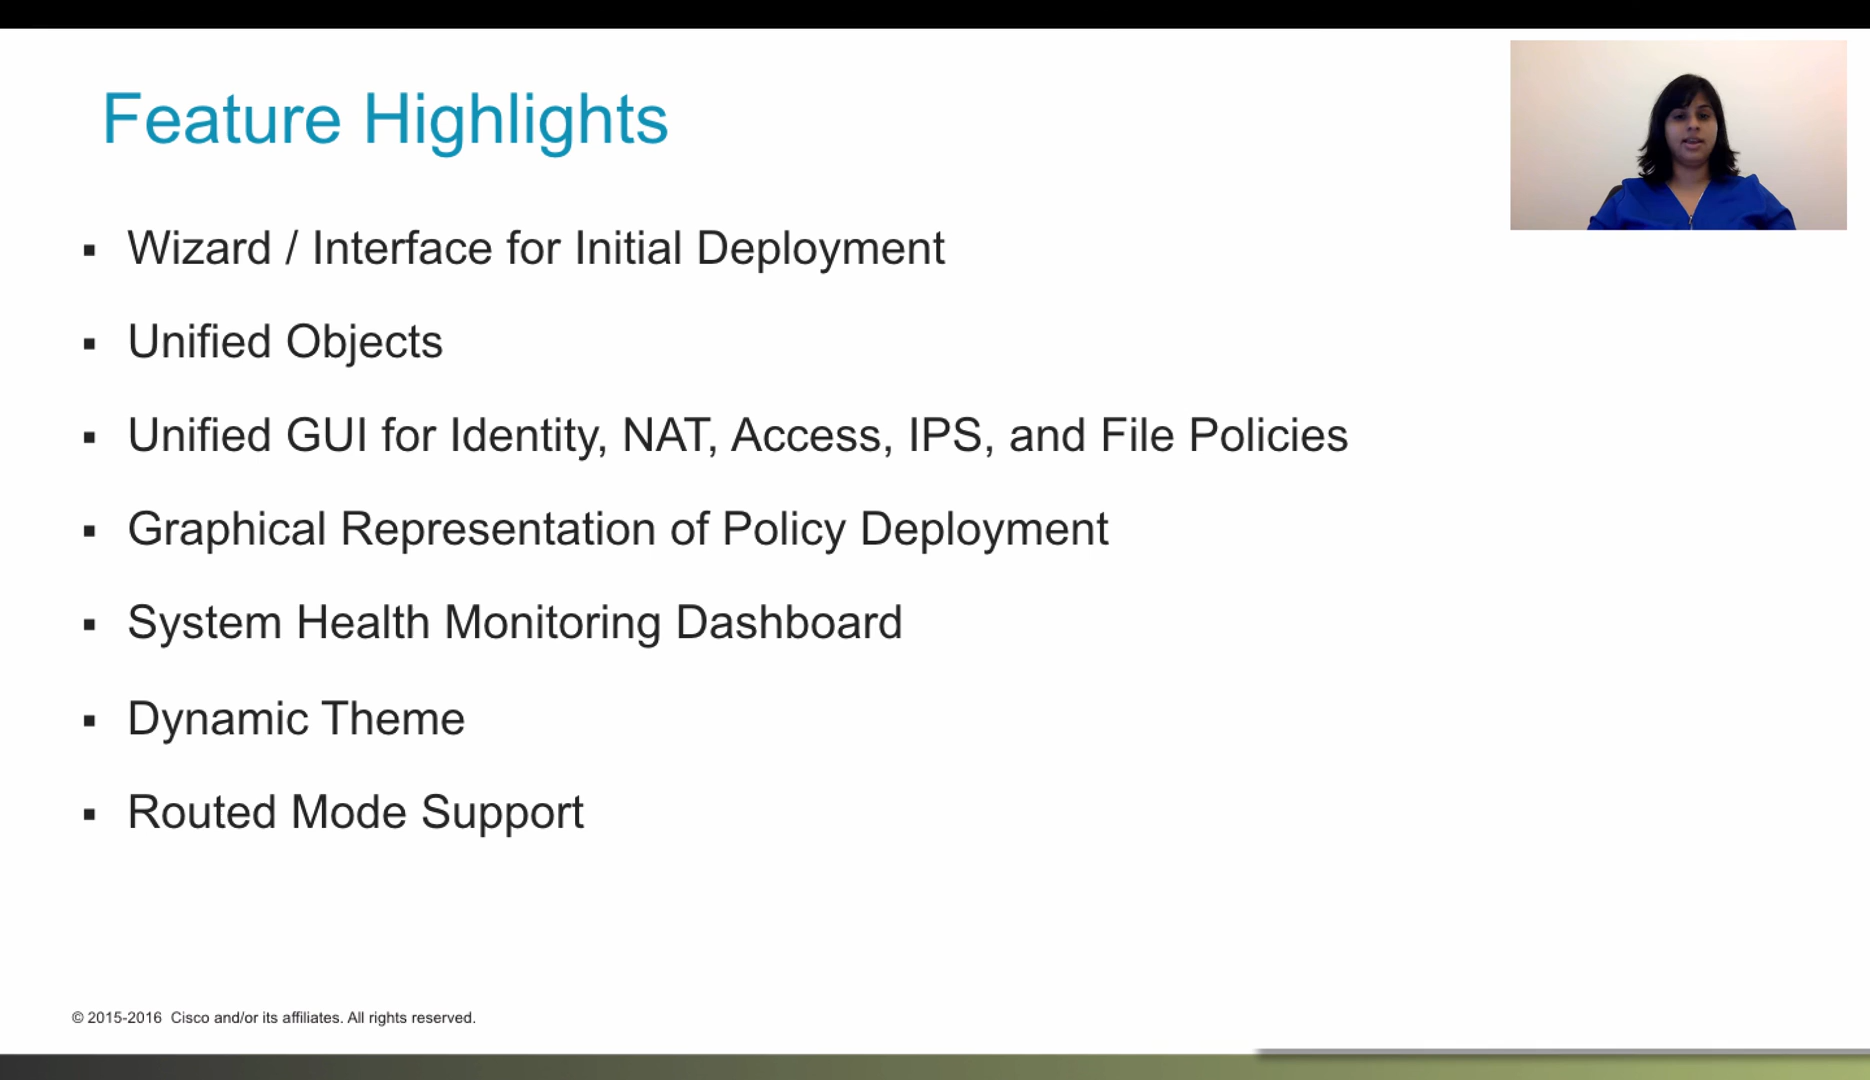 Feature Highlights
▪ Wizard / Interface for Initial Deployment
▪ Unified Objects
▪ Unified GUI for Identity, NAT, Access, IPS, and File Policies
▪ Graphical Representation of Policy Deployment
▪ System Health Monitoring Dashboard
▪ Dynamic Theme
▪ Routed Mode Support
© 2015-2016 Cisco and/or its affiliates. All rights reserved.